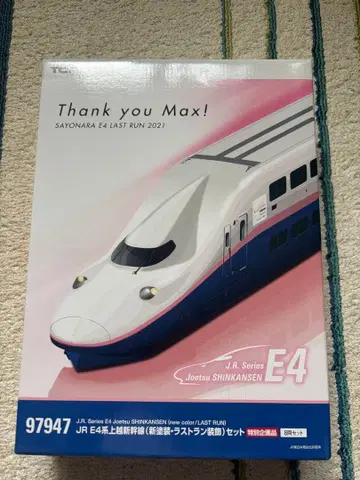 Thank you Max!
SAYONARA E4 LAST RUN 2021
J.R. Series
Joetsu SHINKANSEN
E4
97947
J.R. Series E4 Joetsu SHINKANSEN (new color/LAST RUN)
JR E4系上越新幹線(新塗装・ラストラン装飾)セット 特別企画品 8両セット